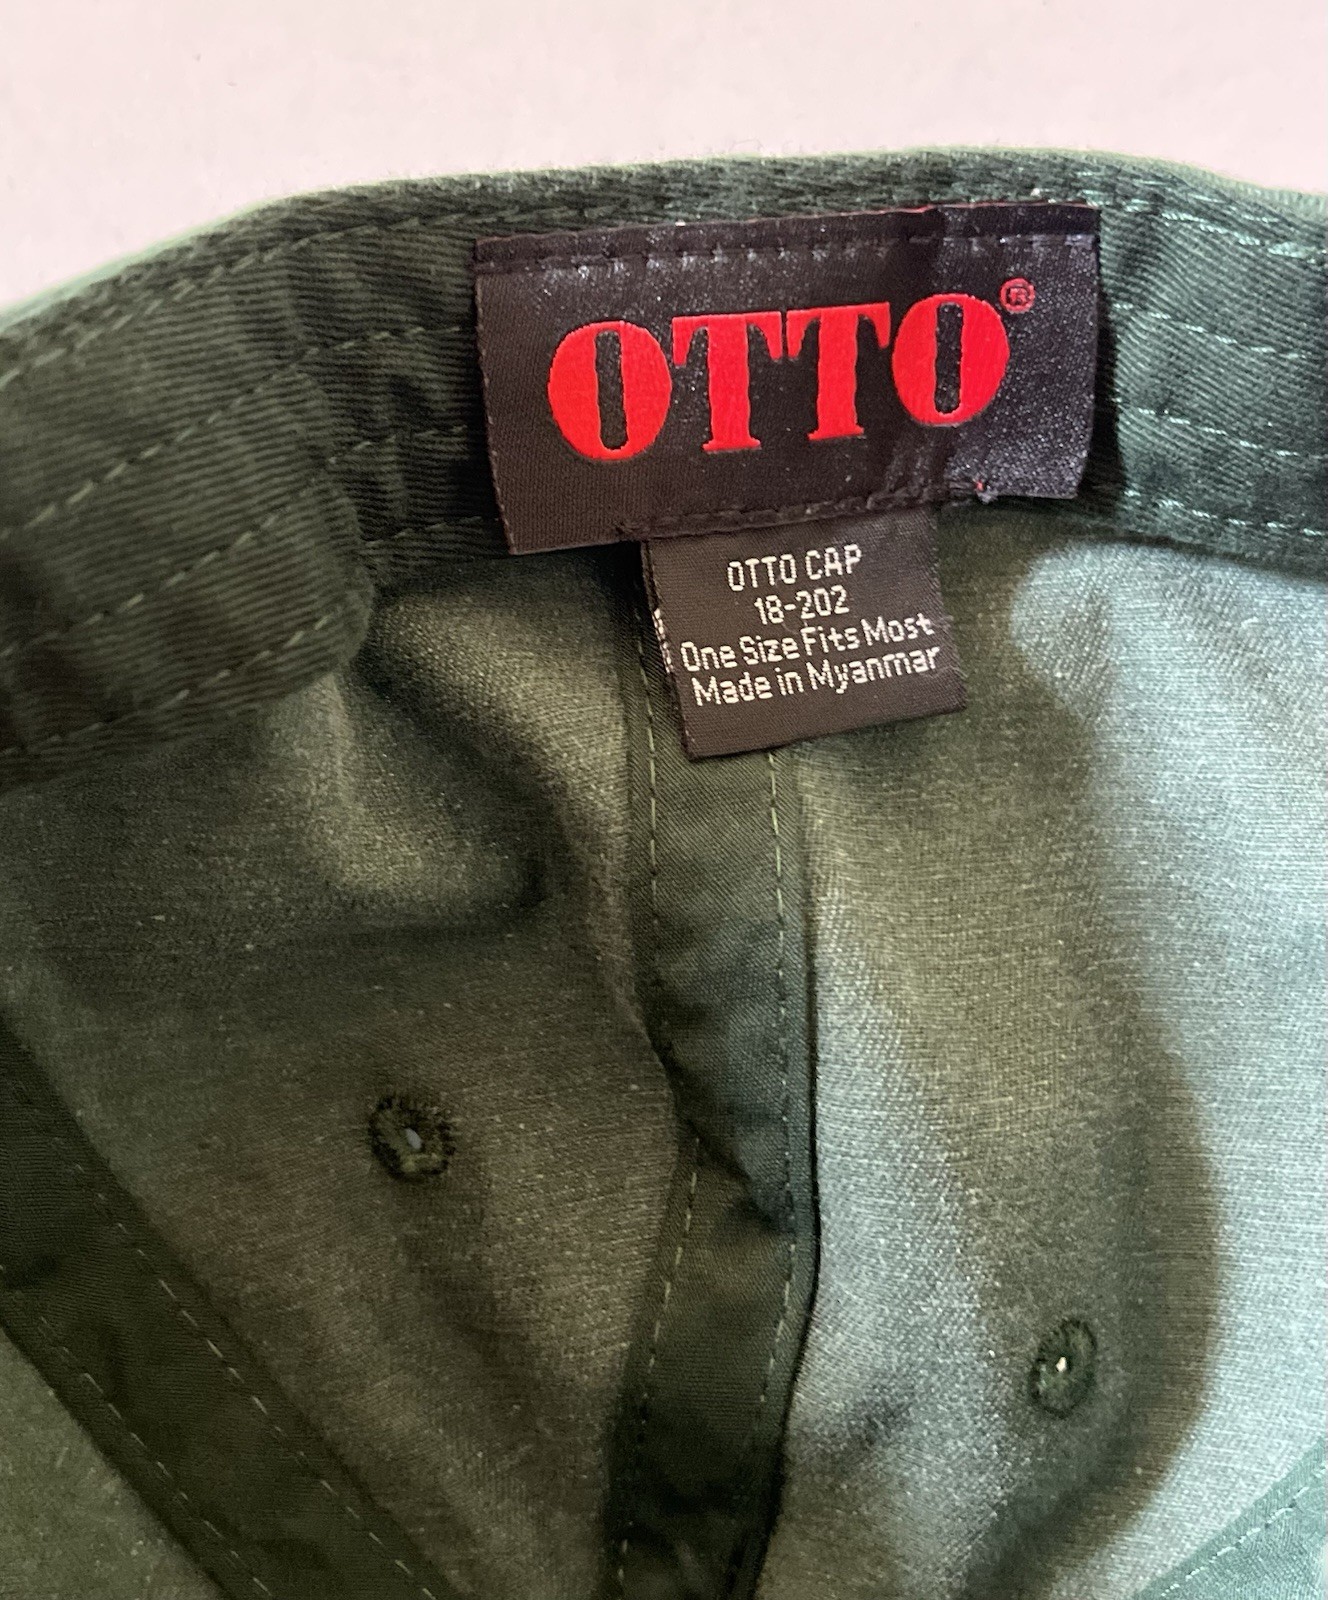 OTTO®
OTTO CAP
18-202
One Size Fits Most
Made in Myanmar